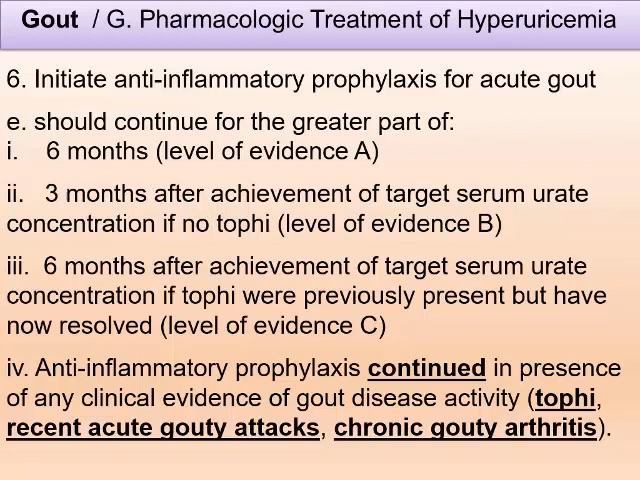 Gout / G. Pharmacologic Treatment of Hyperuricemia
6. Initiate anti-inflammatory prophylaxis for acute gout
e. should continue for the greater part of:
i. 6 months (level of evidence A)
ii. 3 months after achievement of target serum urate
concentration if no tophi (level of evidence B)
iii. 6 months after achievement of target serum urate
concentration if tophi were previously present but have
now resolved (level of evidence C)
iv. Anti-inflammatory prophylaxis continued in presence
of any clinical evidence of gout disease activity (tophi,
recent acute gouty attacks, chronic gouty arthritis).